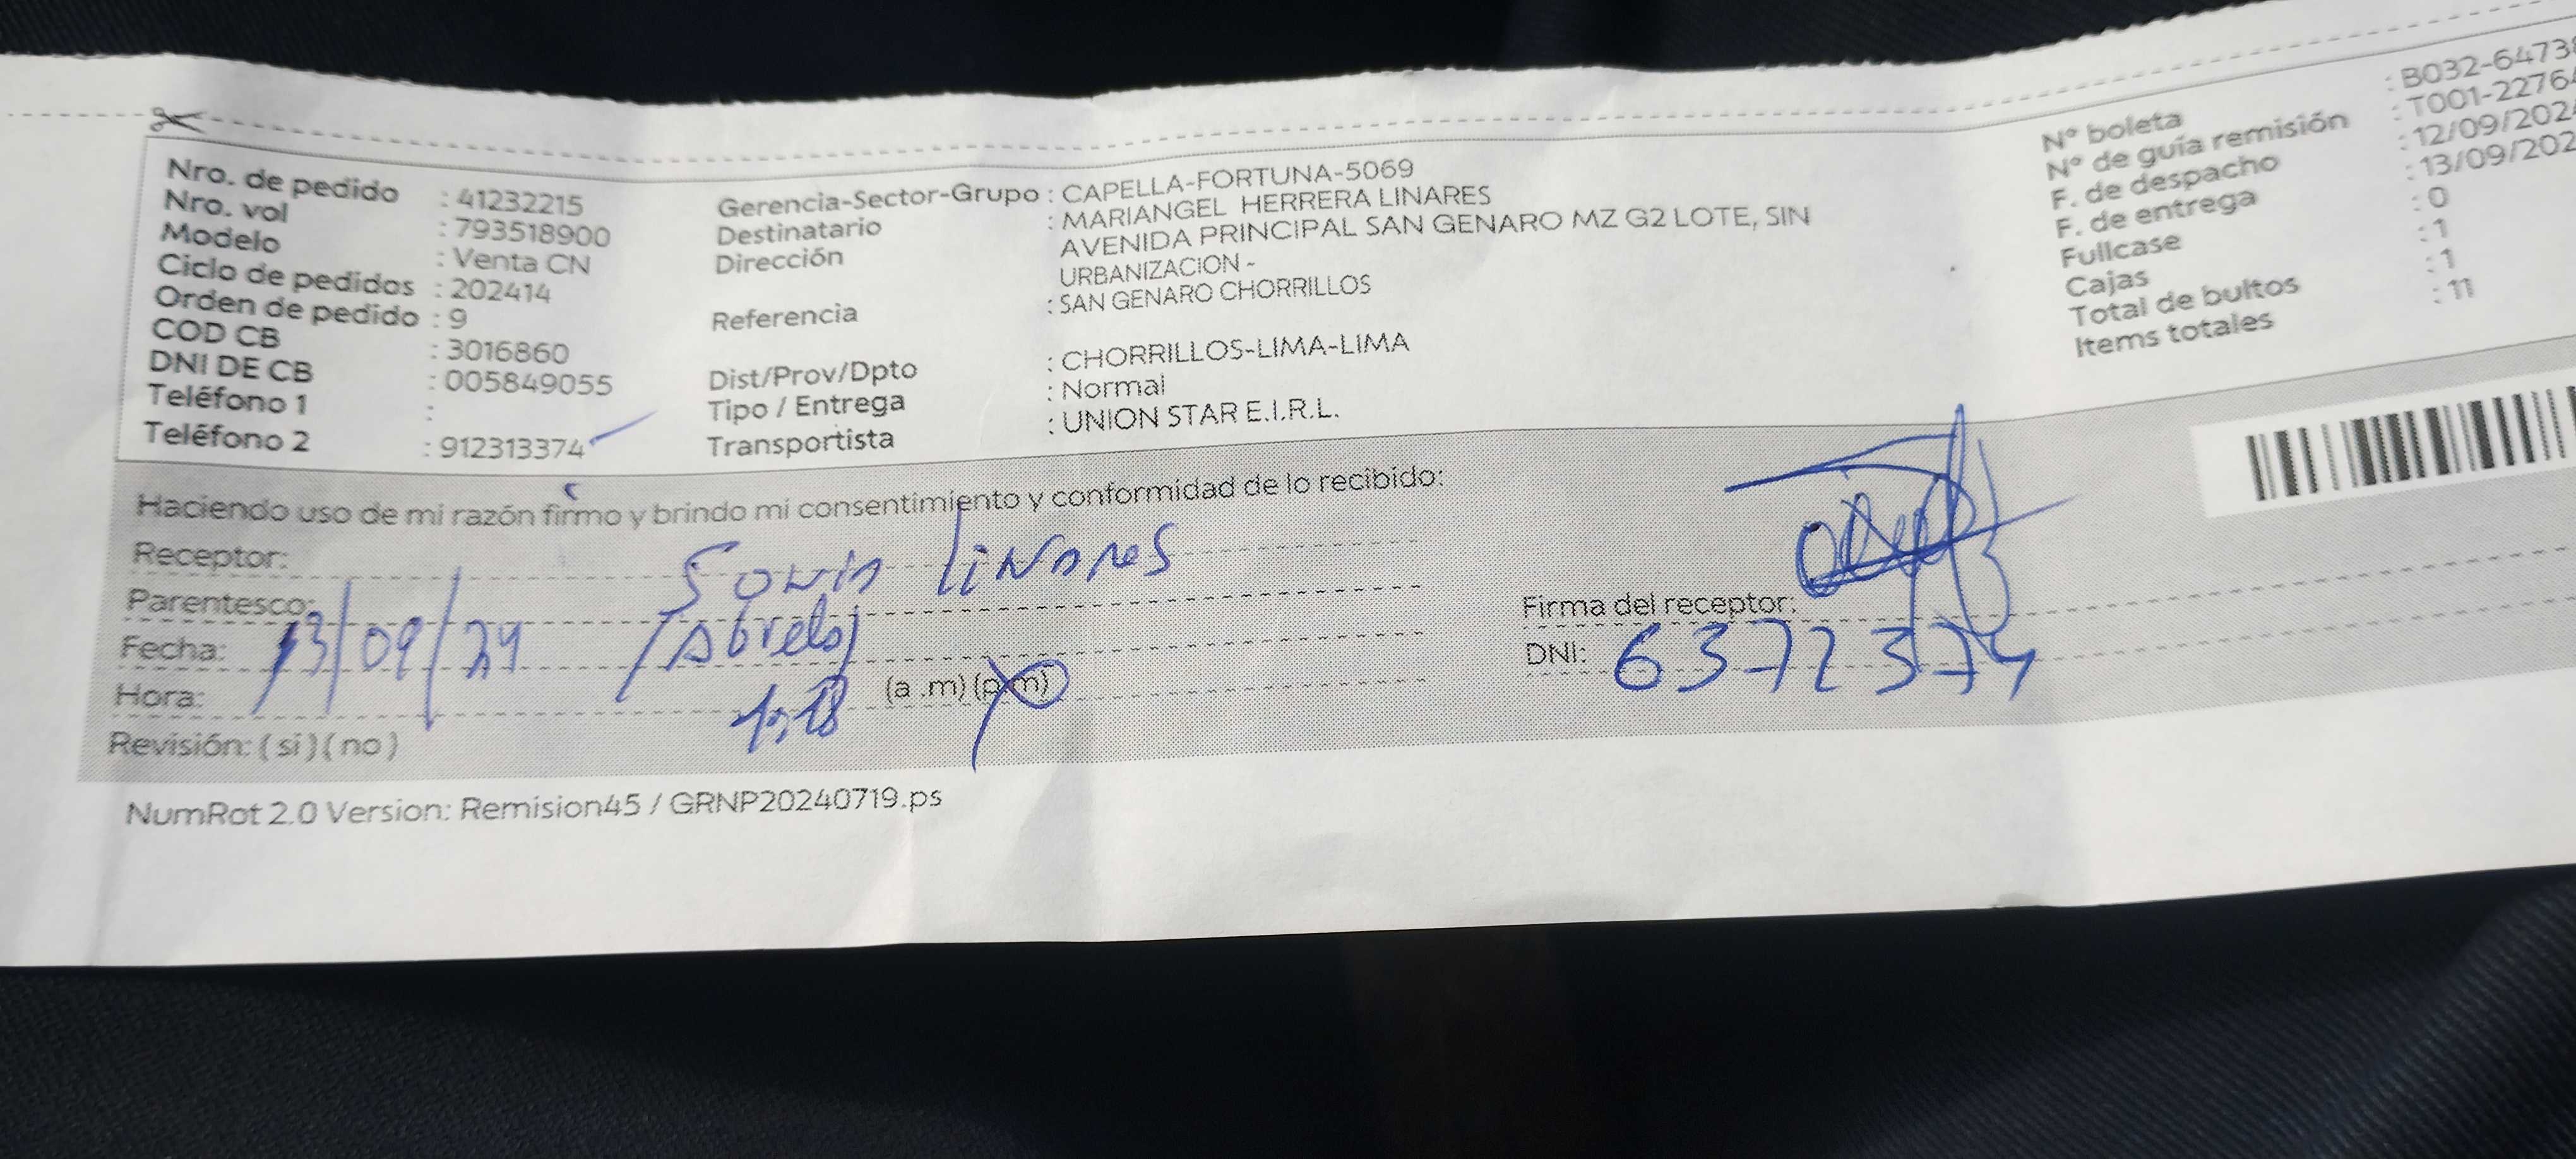 Nro. de pedido : 41232215
Nro. vol : 793518900
Modelo : Venta CN
Ciclo de pedidos : 202414
Orden de pedido : 9
COD CB : 3016860
DNI DE CB : 005849055
Teléfono 1 :
Teléfono 2 : 912313374
Gerencia-Sector-Grupo : CAPELLA-FORTUNA-5069
Destinatario : MARIANGEL HERRERA LINARES
Dirección AVENIDA PRINCIPAL SAN GENARO MZ G2 LOTE, SIN
URBANIZACION -
Referencia : SAN GENARO CHORRILLOS
Dist/Prov/Dpto : CHORRILLOS-LIMA-LIMA
Tipo / Entrega : Normal
Transportista : UNION STAR E.I.R.L.
Nº boleta : B032-6473
Nº de guía remisión : T001-2276
F. de despacho : 12/09/202
F. de entrega : 13/09/202
Fullcase : 0
Cajas : 1
Total de bultos : 1
Items totales : 11
Haciendo uso de mi razón firmo y brindo mi consentimiento y conformidad de lo recibido:
Receptor: Sonia Linares
Parentesco: /Abuela/
Fecha: 13/09/24
Hora: (a .m) (p.m)
Revisión: ( si ) ( no )
Firma del receptor:
DNI: 6372374
NumRot 2.0 Version: Remision45 / GRNP20240719.ps